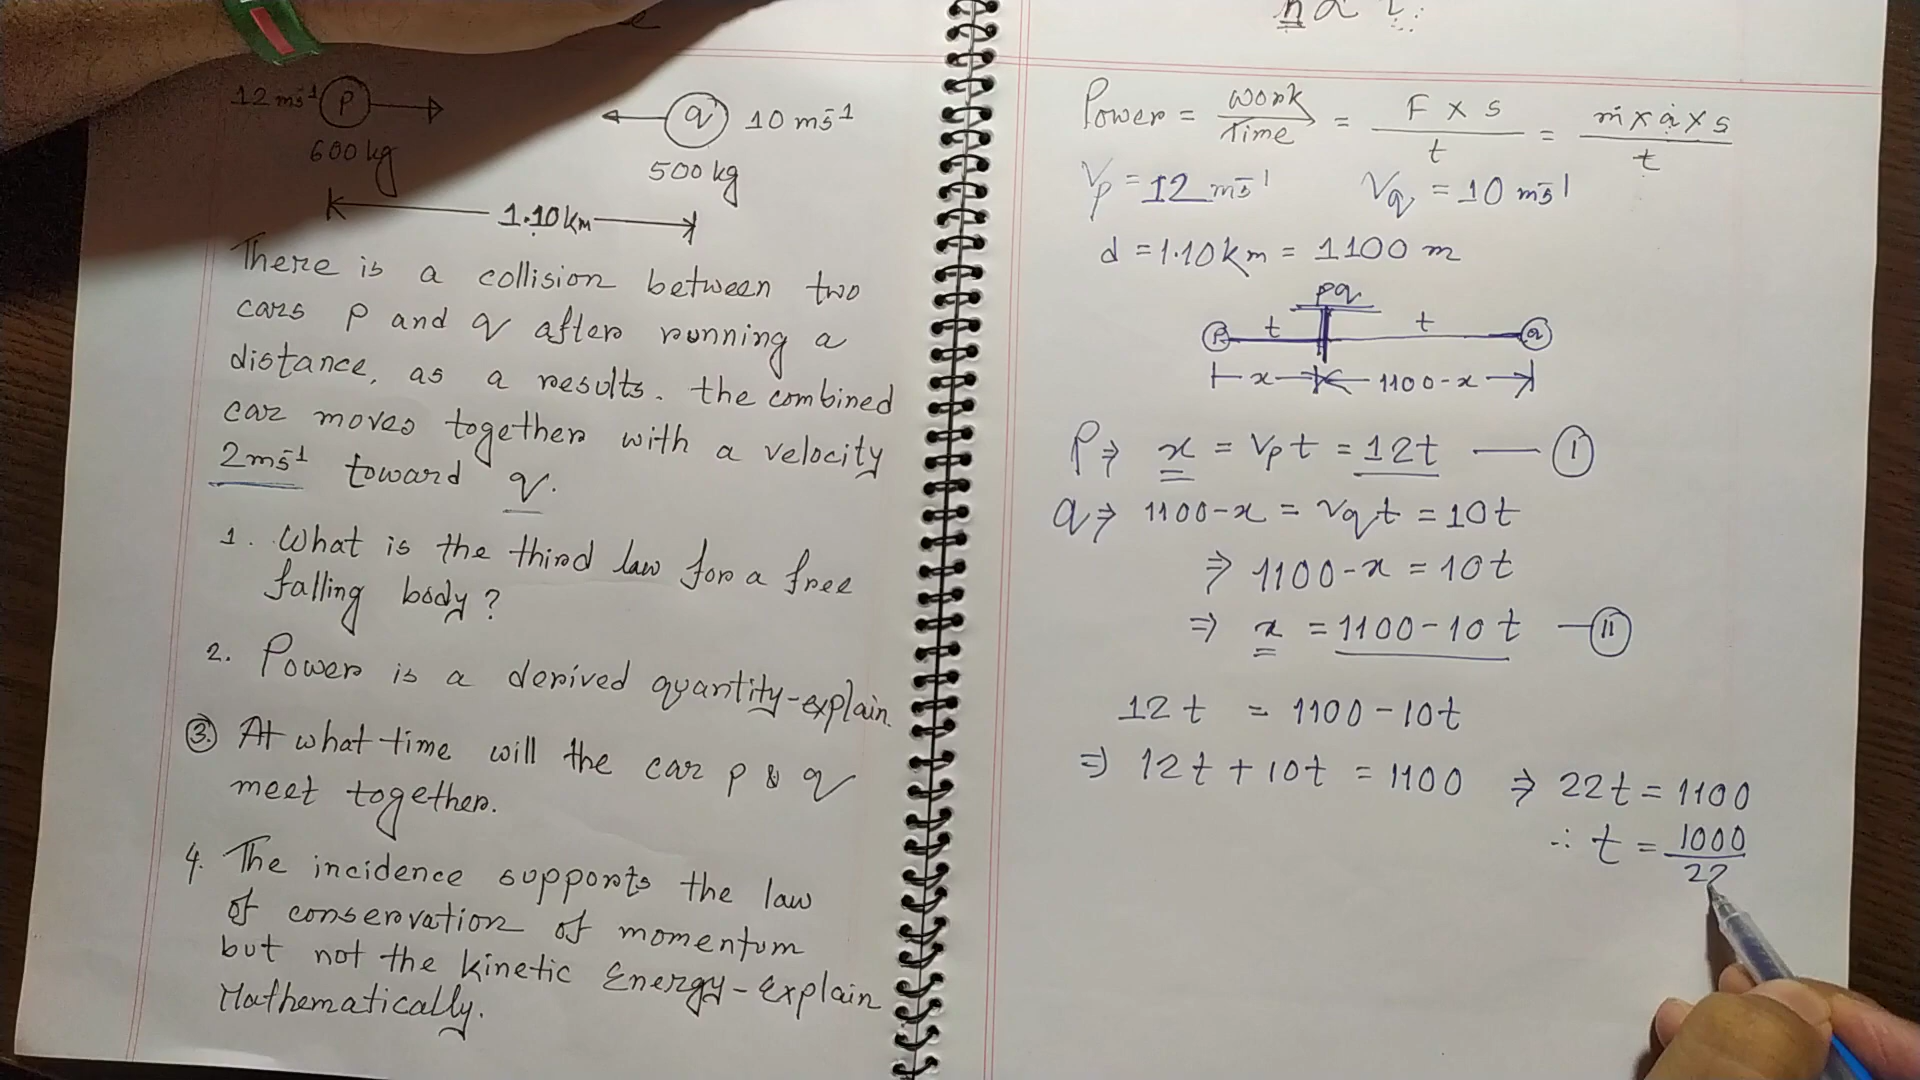 12 ms⁻¹ p q 10 ms⁻¹
600 kg 500 kg
1.10 km
There is a collision between two
cars p and q after running a
distance, as a results. the combined
car moves together with a velocity
2ms⁻¹ toward q.
1. What is the third law for a free
falling body?
2. Power is a derived quantity-explain.
3. At what time will the car p & q
meet together.
4. The incidence supports the law
of conservation of momentum
but not the kinetic Energy - Explain
Mathematically.
Power = work/Time = F × s/t = m × a × s/t
Vp = 12 ms⁻¹ Vq = 10 ms⁻¹
d = 1.10 km = 1100 m
pq
p t t q
x 1100-x
P ⇒ x = Vp t = 12t — I
q ⇒ 1100-x = Vq t = 10t
⇒ 1100-x = 10t
⇒ x = 1100-10t — II
12t = 1100-10t
⇒ 12t + 10t = 1100 ⇒ 22t = 1100
∴ t = 1000/22